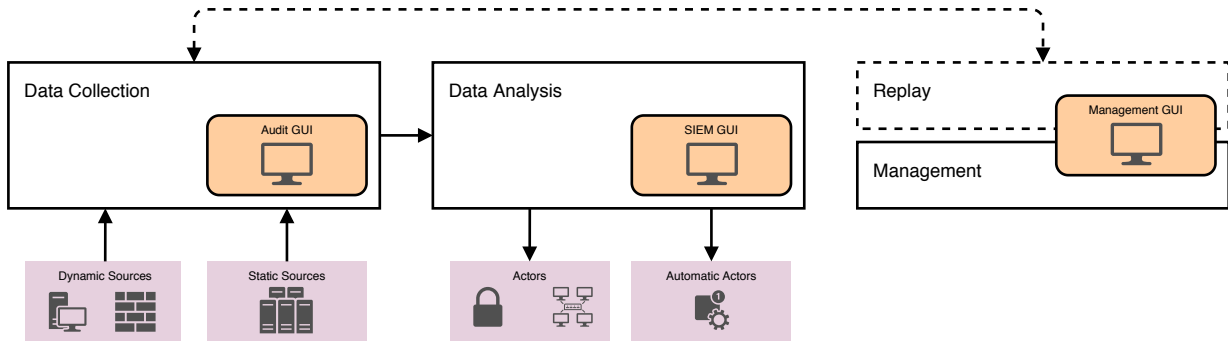 Data Collection
Audit GUI
Data Analysis
SIEM GUI
Replay
Management GUI
Management
Dynamic Sources
Static Sources
Actors
Automatic Actors
1